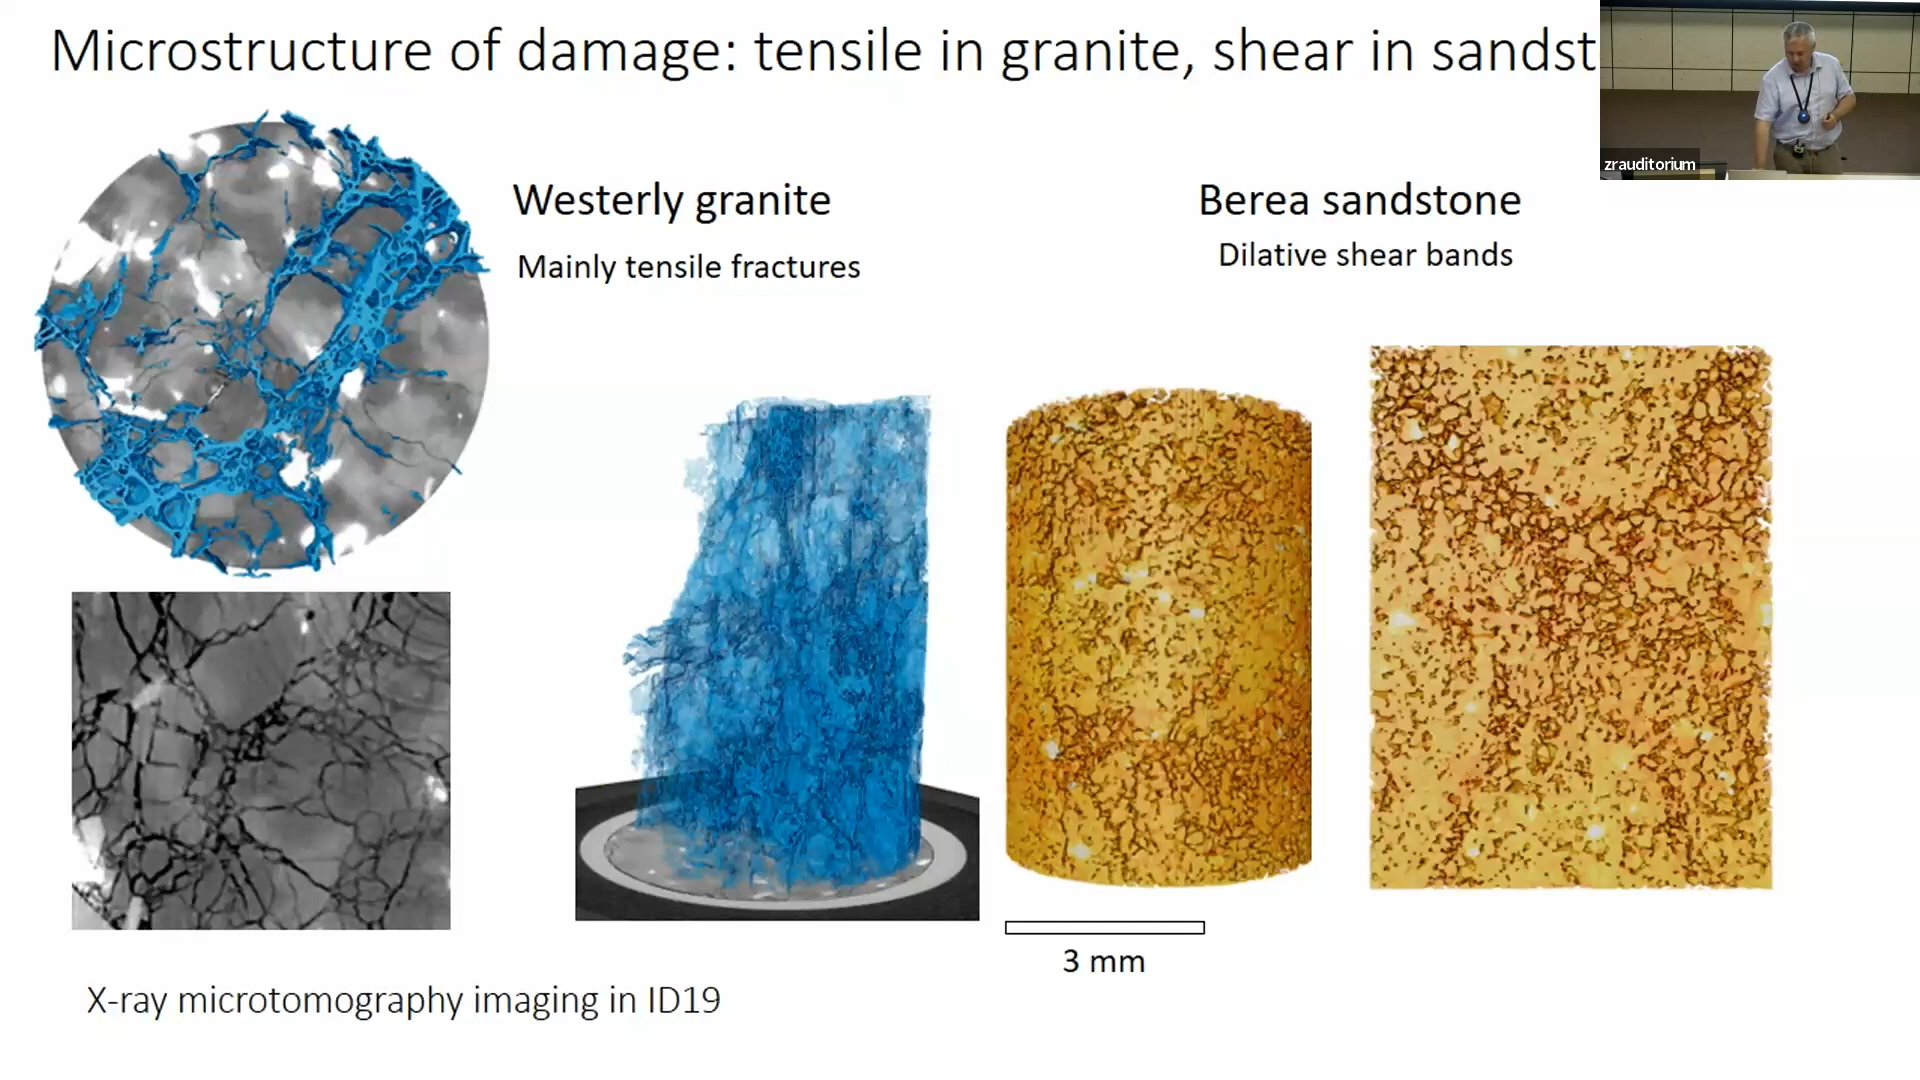 Microstructure of damage: tensile in granite, shear in sandst
zrauditorium
Westerly granite
Mainly tensile fractures
Berea sandstone
Dilative shear bands
3 mm
X-ray microtomography imaging in ID19